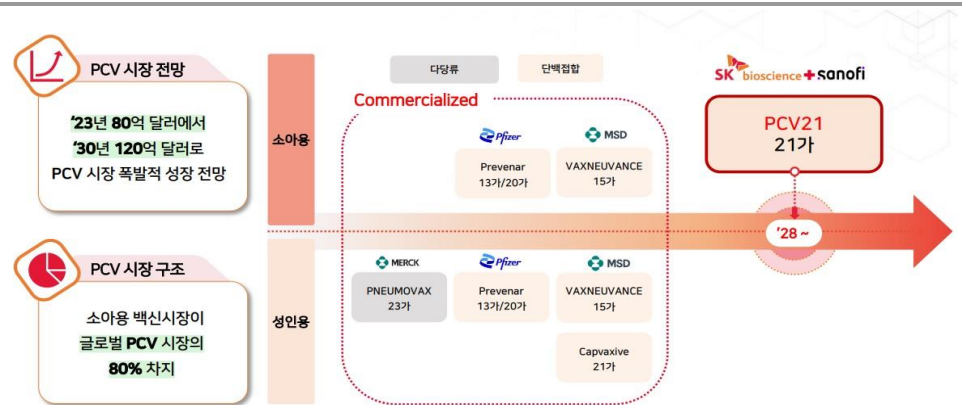 PCV 시장 전망
'23년 80억 달러에서
'30년 120억 달러로
PCV 시장 폭발적 성장 전망
PCV 시장 구조
소아용 백신시장이
글로벌 PCV 시장의
80% 차지
소아용
성인용
다당류
단백접합
Commercialized
Pfizer
MSD
Prevenar
13가/20가
VAXNEUVANCE
15가
MERCK
Pfizer
MSD
PNEUMOVAX
23가
Prevenar
13가/20가
VAXNEUVANCE
15가
Capvaxive
21가
SK bioscience + sanofi
PCV21
21가
'28 ~